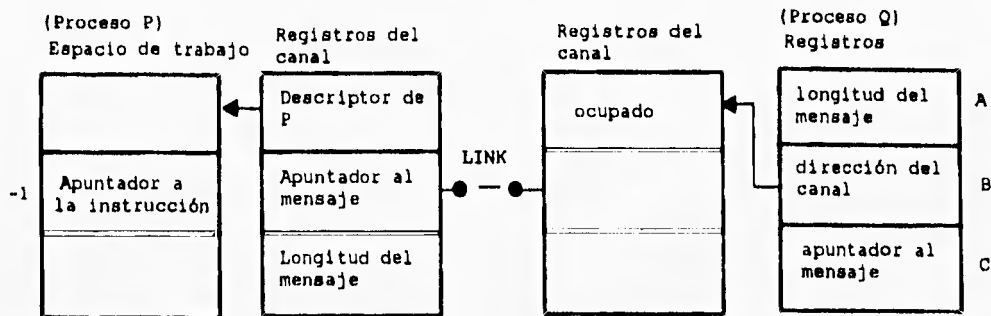 (Proceso P)
Espacio de trabajo
Registros del
canal
Registros del
canal
(Proceso Q)
Registros
Descriptor de
P
ocupado
longitud del
mensaje
A
LINK
-1
Apuntador a
la instrucción
Apuntador al
mensaje
dirección del
canal
B
Longitud del
mensaje
apuntador al
mensaje
C